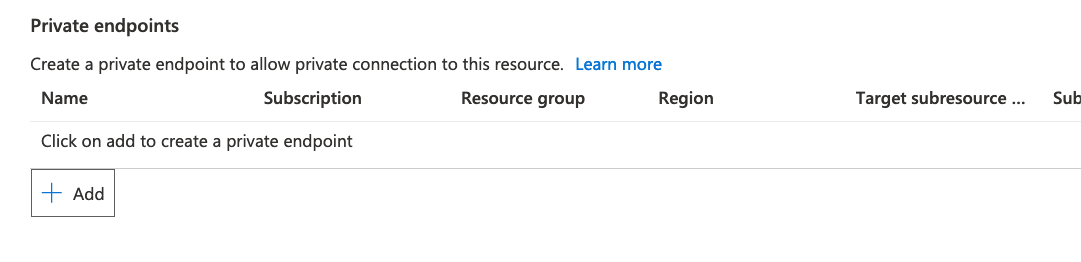 Private endpoints
Create a private endpoint to allow private connection to this resource. Learn more
Name Subscription Resource group Region Target subresource ... Sub
Click on add to create a private endpoint
+ Add